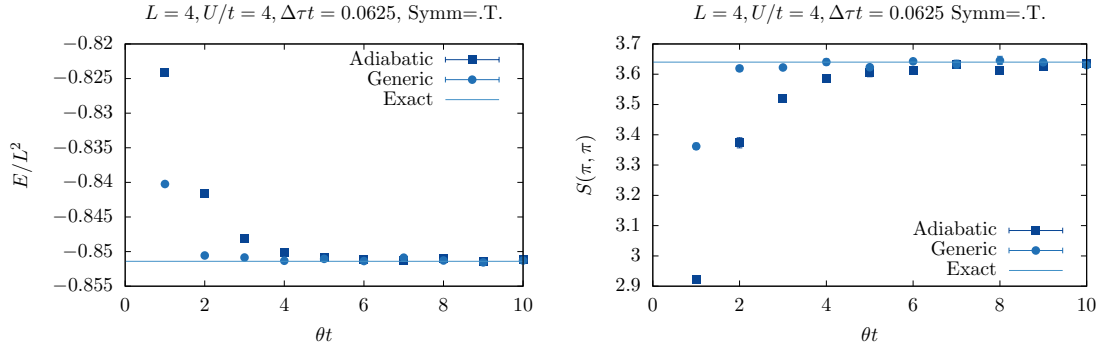 L = 4, U/t = 4, Δτt = 0.0625, Symm=.T.
−0.82
−0.825
−0.83
−0.835
−0.84
−0.845
−0.85
−0.855
E/L²
0 2 4 6 8 10
θt
Adiabatic
Generic
Exact
L = 4, U/t = 4, Δτt = 0.0625 Symm=.T.
3.7
3.6
3.5
3.4
3.3
3.2
3.1
3
2.9
S(π, π)
0 2 4 6 8 10
θt
Adiabatic
Generic
Exact